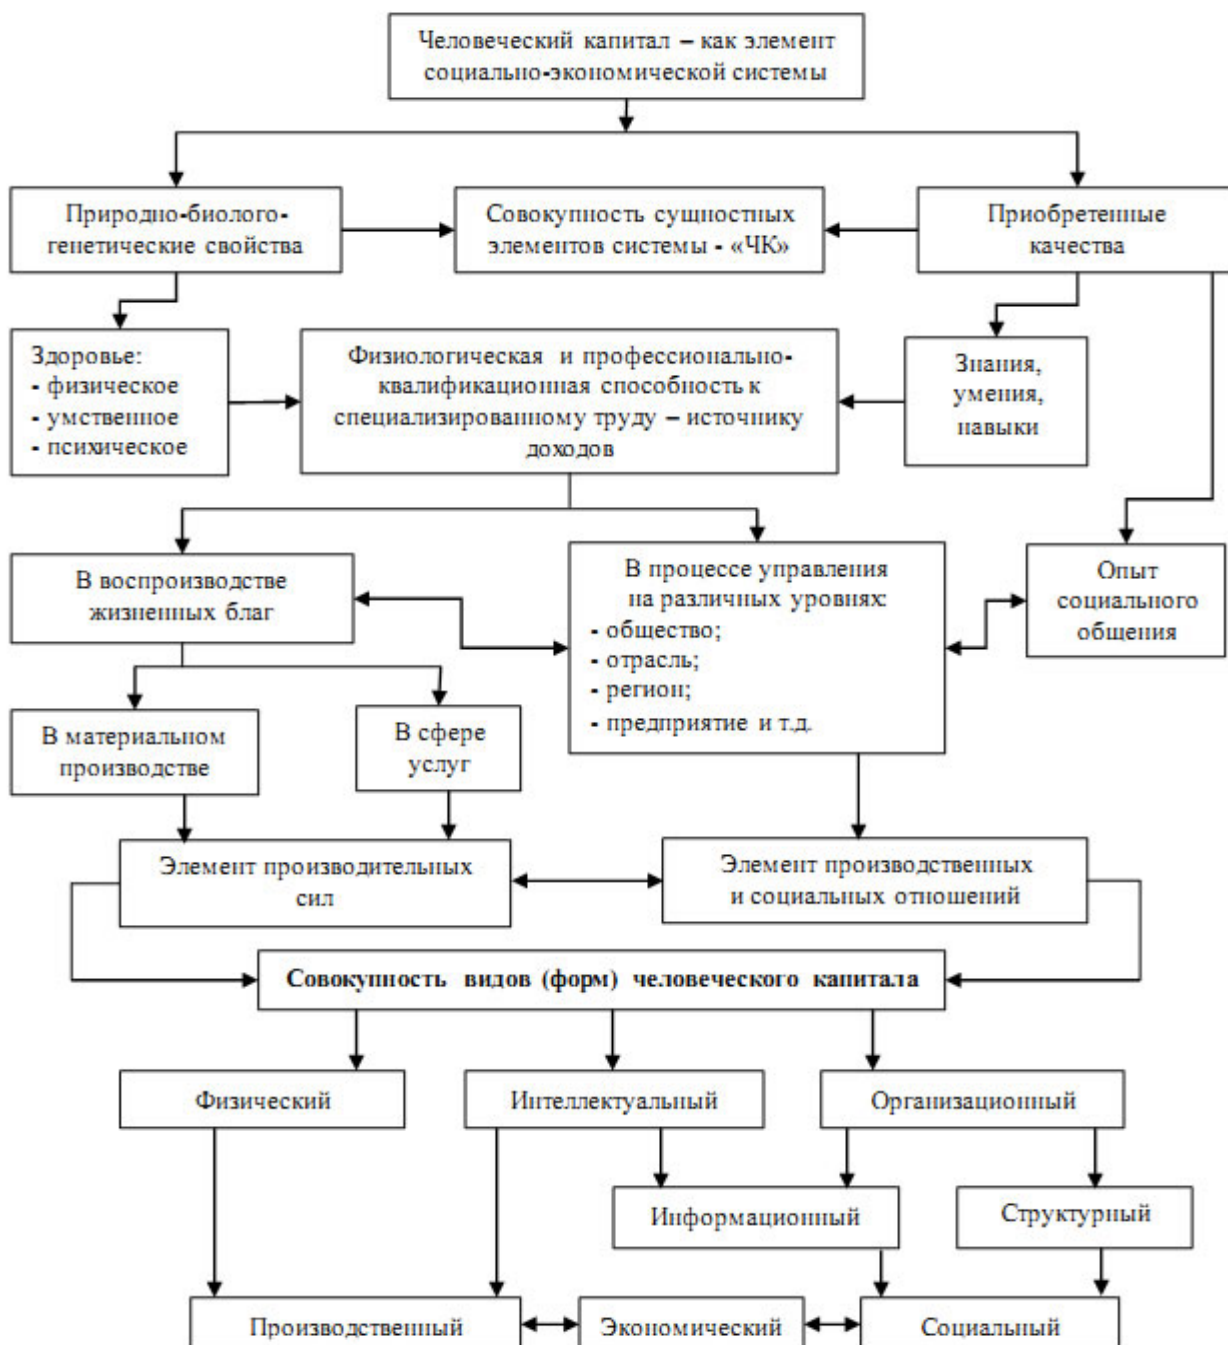 Человеческий капитал – как элемент
социально-экономической системы
Природно-биолого-
генетические свойства
Совокупность сущностных
элементов системы - «ЧК»
Приобретенные
качества
Здоровье:
- физическое
- умственное
- психическое
Физиологическая и профессионально-
квалификационная способность к
специализированному труду – источнику
доходов
Знания,
умения,
навыки
В воспроизводстве
жизненных благ
В процессе управления
на различных уровнях:
- общество;
- отрасль;
- регион;
- предприятие и т.д.
Опыт
социального
общения
В материальном
производстве
В сфере
услуг
Элемент производительных
сил
Элемент производственных
и социальных отношений
Совокупность видов (форм) человеческого капитала
Физический
Интеллектуальный
Организационный
Информационный
Структурный
Производственный
Экономический
Социальный